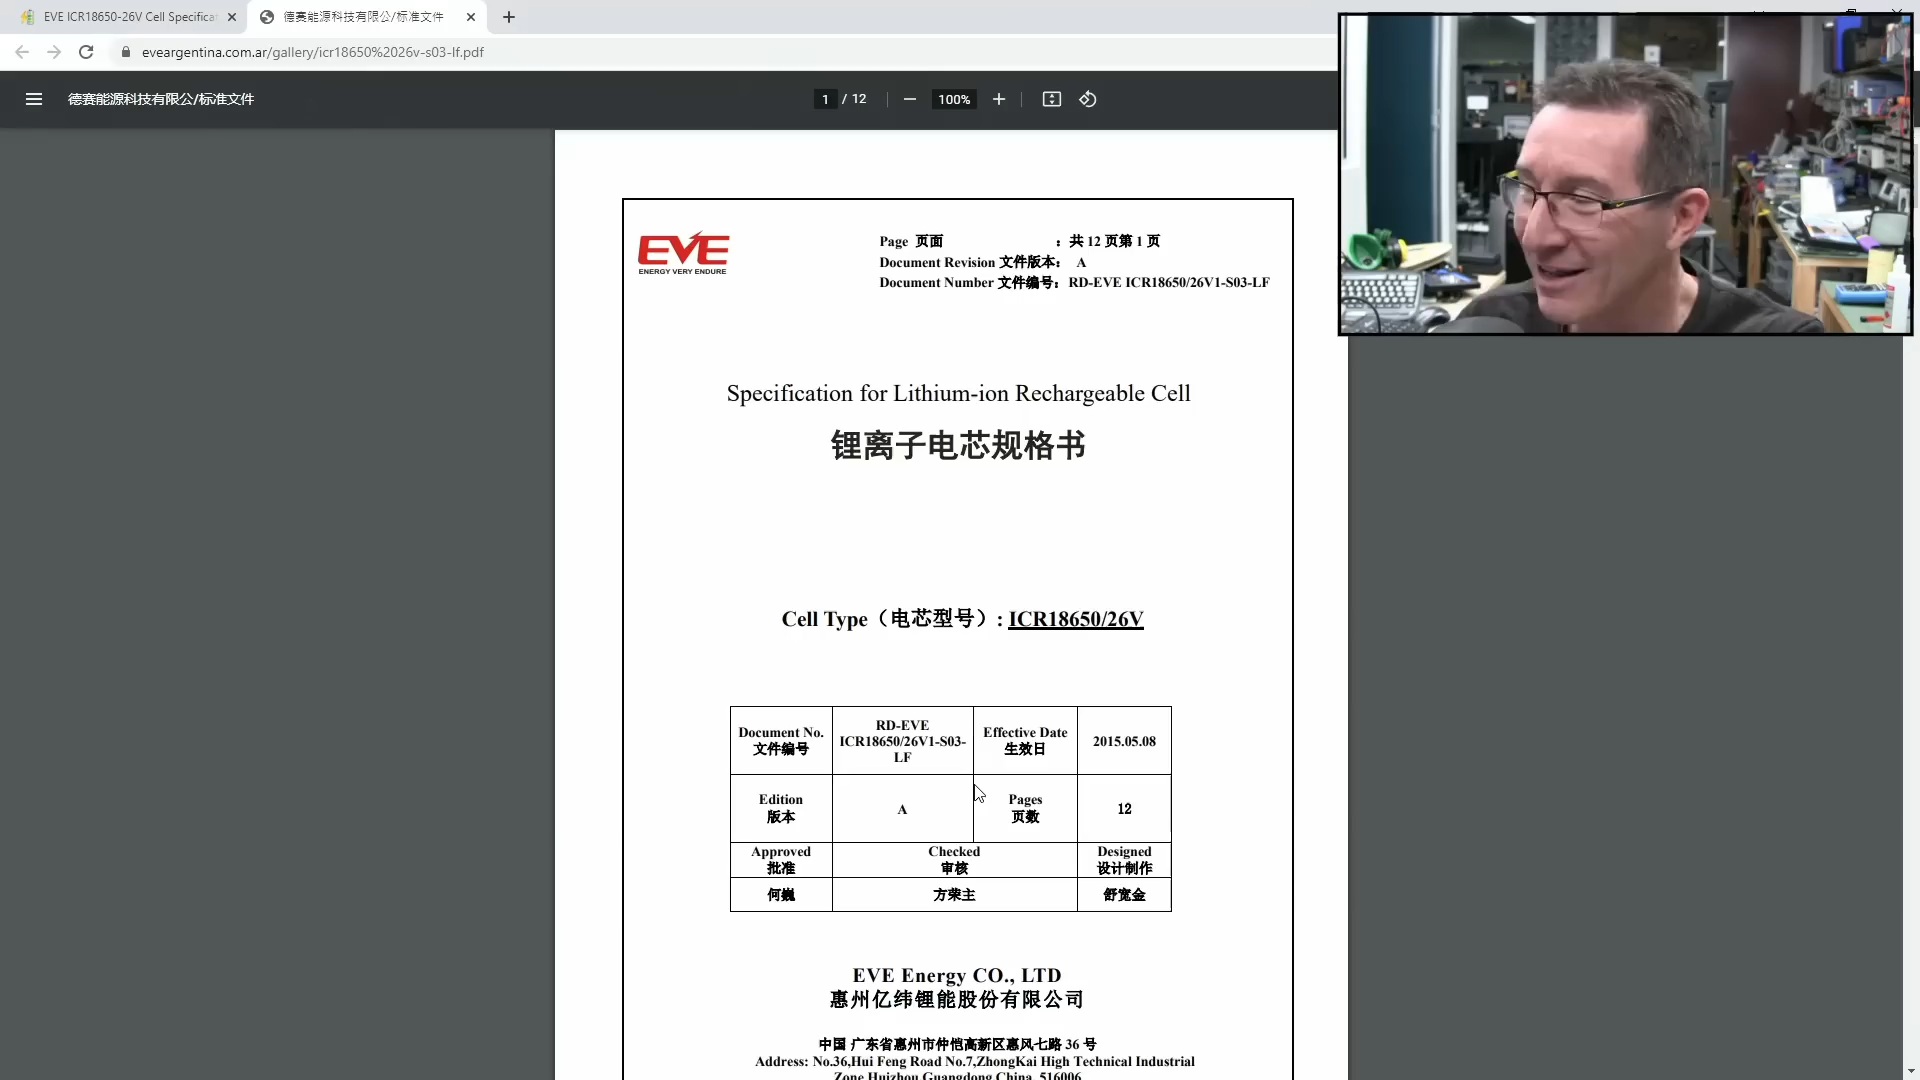 EVE ICR18650-26V Cell Specificat
德赛能源科技有限公/标准文件
eveargentina.com.ar/gallery/icr18650%2026v-s03-lf.pdf
德赛能源科技有限公/标准文件
1 / 12
100%
EVE
ENERGY VERY ENDURE
Page 页面 : 共 12 页第 1 页
Document Revision 文件版本: A
Document Number 文件编号: RD-EVE ICR18650/26V1-S03-LF
Specification for Lithium-ion Rechargeable Cell
锂离子电芯规格书
Cell Type（电芯型号）: ICR18650/26V
Document No.
文件编号
RD-EVE
ICR18650/26V1-S03-
LF
Effective Date
生效日
2015.05.08
Edition
版本
A
Pages
页数
12
Approved
批准
Checked
审核
Designed
设计制作
何巍
方荣主
舒宽金
EVE Energy CO., LTD
惠州亿纬锂能股份有限公司
中国 广东省惠州市仲恺高新区惠风七路 36 号
Address: No.36,Hui Feng Road No.7,ZhongKai High Technical Industrial
Zone Huizhou Guangdong China 516006